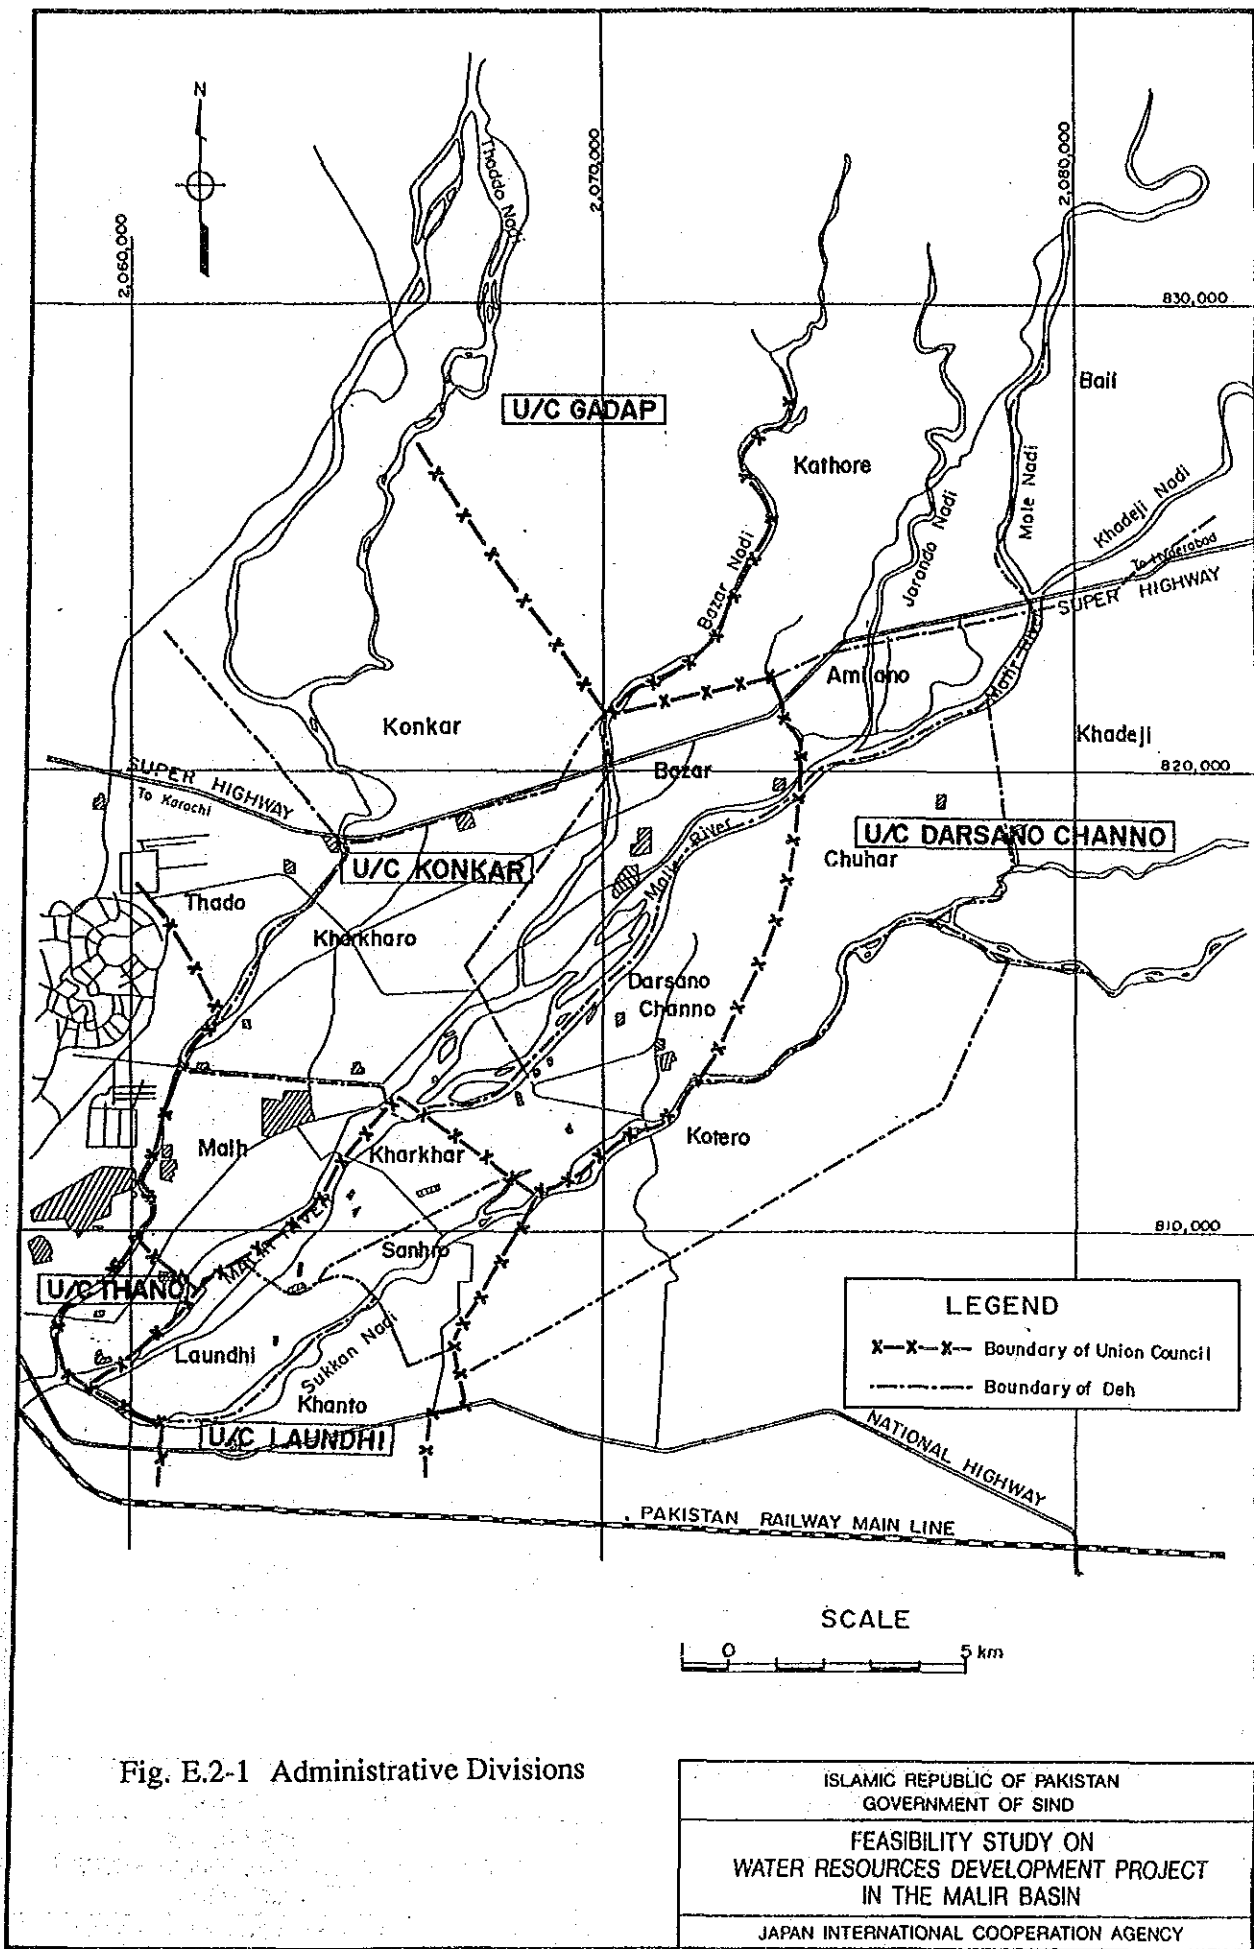 N
Thaddo Nadi
2,060,000
2,070,000
2,080,000
830,000
Bail
U/C GADAP
Kathore
Mole Nadi
Khadeji Nadi
Jarando Nadi
Bazar Nadi
To Hyderabad
SUPER HIGHWAY
Konkar
Khadeji
Bazar
820,000
SUPER HIGHWAY
To Karachi
U/C KONKAR
Malir River
U/C DARSANO CHANNO
Chuhar
Thado
Kharkharo
Darsano
Channo
Kharkhar
Kotero
810,000
Sanhro
MALIR RIVER
U/C THANO
LEGEND
X—X—X— Boundary of Union Council
Boundary of Deh
Laundhi
Sukkan Nadi
Khanto
U/C LAUNDHI
NATIONAL HIGHWAY
PAKISTAN RAILWAY MAIN LINE
SCALE
1 0 5 km
Fig. E.2-1 Administrative Divisions
ISLAMIC REPUBLIC OF PAKISTAN
GOVERNMENT OF SIND
FEASIBILITY STUDY ON
WATER RESOURCES DEVELOPMENT PROJECT
IN THE MALIR BASIN
JAPAN INTERNATIONAL COOPERATION AGENCY